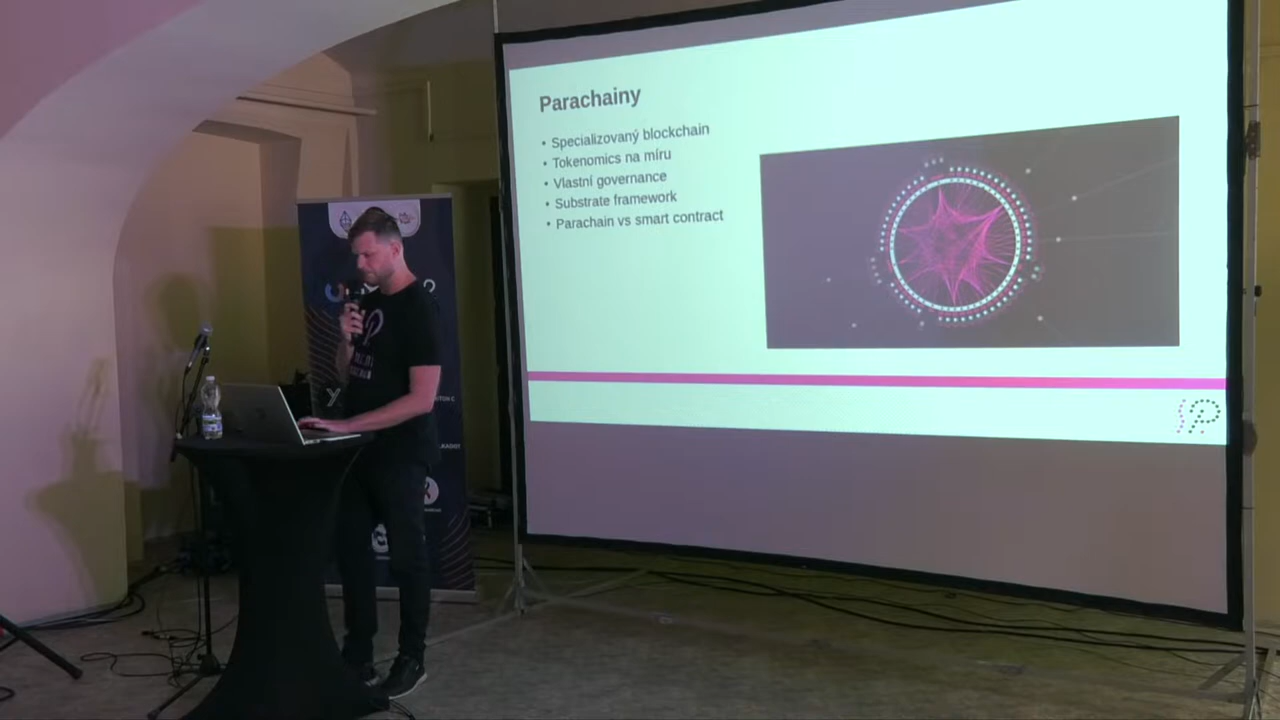 Parachainy
• Specializovaný blockchain
• Tokenomics na míru
• Vlastní governance
• Substrate framework
• Parachain vs smart contract